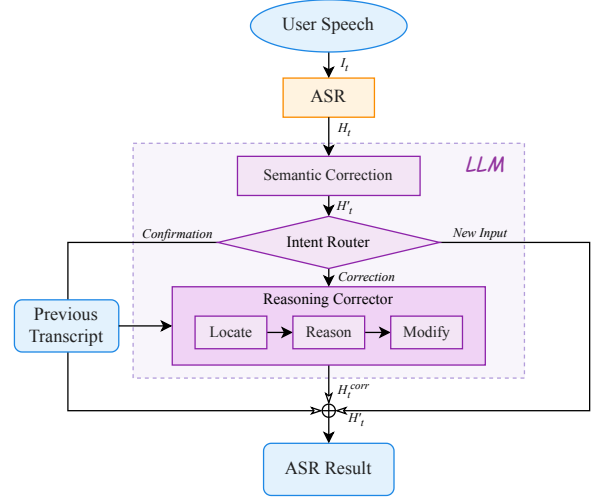 User Speech
I_t
ASR
H_t
LLM
Semantic Correction
H'_t
Confirmation
Intent Router
New Input
Correction
Reasoning Corrector
Previous
Transcript
Locate
Reason
Modify
H_t^corr
H'_t
ASR Result